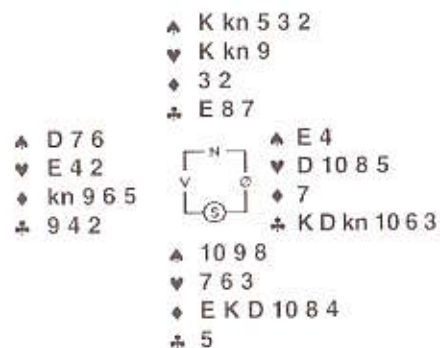 ♠ K kn 5 3 2
♥ K kn 9
♦ 3 2
♣ E 8 7
♠ D 7 6
♥ E 4 2
♦ kn 9 6 5
♣ 9 4 2
N
V Ø
S
♠ E 4
♥ D 10 8 5
♦ 7
♣ K D kn 10 6 3
♠ 10 9 8
♥ 7 6 3
♦ E K D 10 8 4
♣ 5